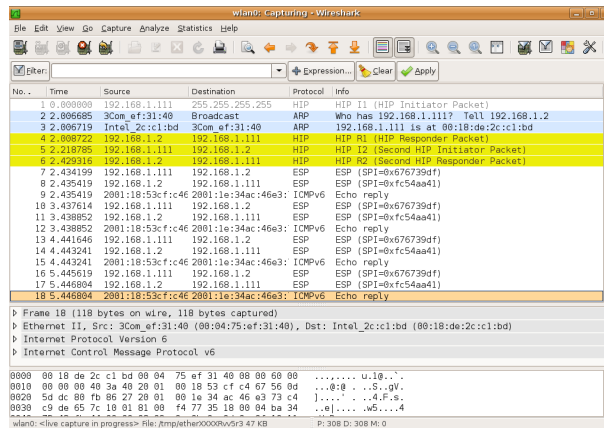 wlan0: Capturing - Wireshark
File Edit View Go Capture Analyze Statistics Help
Filter: Expression... Clear Apply
No. . Time Source Destination Protocol Info
1 0.000000 192.168.1.111 255.255.255.255 HIP HIP I1 (HIP Initiator Packet)
2 2.006685 3Com_ef:31:40 Broadcast ARP Who has 192.168.1.111? Tell 192.168.1.2
3 2.006719 Intel_2c:c1:bd 3Com_ef:31:40 ARP 192.168.1.111 is at 00:18:de:2c:c1:bd
4 2.008722 192.168.1.2 192.168.1.111 HIP HIP R1 (HIP Responder Packet)
5 2.218785 192.168.1.111 192.168.1.2 HIP HIP I2 (Second HIP Initiator Packet)
6 2.429316 192.168.1.2 192.168.1.111 HIP HIP R2 (Second HIP Responder Packet)
7 2.434199 192.168.1.111 192.168.1.2 ESP ESP (SPI=0x676739df)
8 2.435419 192.168.1.2 192.168.1.111 ESP ESP (SPI=0xfc54aa41)
9 2.435419 2001:18:53cf:c46 2001:1e:34ac:46e3: ICMPv6 Echo reply
10 3.437614 192.168.1.111 192.168.1.2 ESP ESP (SPI=0x676739df)
11 3.438852 192.168.1.2 192.168.1.111 ESP ESP (SPI=0xfc54aa41)
12 3.438852 2001:18:53cf:c46 2001:1e:34ac:46e3: ICMPv6 Echo reply
13 4.441646 192.168.1.111 192.168.1.2 ESP ESP (SPI=0x676739df)
14 4.443241 192.168.1.2 192.168.1.111 ESP ESP (SPI=0xfc54aa41)
15 4.443241 2001:18:53cf:c46 2001:1e:34ac:46e3: ICMPv6 Echo reply
16 5.445619 192.168.1.111 192.168.1.2 ESP ESP (SPI=0x676739df)
17 5.446804 192.168.1.2 192.168.1.111 ESP ESP (SPI=0xfc54aa41)
18 5.446804 2001:18:53cf:c46 2001:1e:34ac:46e3: ICMPv6 Echo reply
Frame 18 (118 bytes on wire, 118 bytes captured)
Ethernet II, Src: 3Com_ef:31:40 (00:04:75:ef:31:40), Dst: Intel_2c:c1:bd (00:18:de:2c:c1:bd)
Internet Protocol Version 6
Internet Control Message Protocol v6
0000 00 18 de 2c c1 bd 00 04 75 ef 31 40 08 00 60 00 ...,.... u.1@..`.
0010 00 00 00 40 3a 40 20 01 00 18 53 cf c4 67 56 0d ...@:@ . ..S..gV.
0020 5d dc 80 fb 86 27 20 01 00 1e 34 ac 46 e3 73 c4 ]....' . ..4.F.s.
0030 c9 de 65 7c 10 01 81 00 f4 77 35 18 00 04 ba 34 ..e|.... .w5....4
wlan0: <live capture in progress> File: /tmp/etherXXXXRvv5r3 47 KB P: 308 D: 308 M: 0